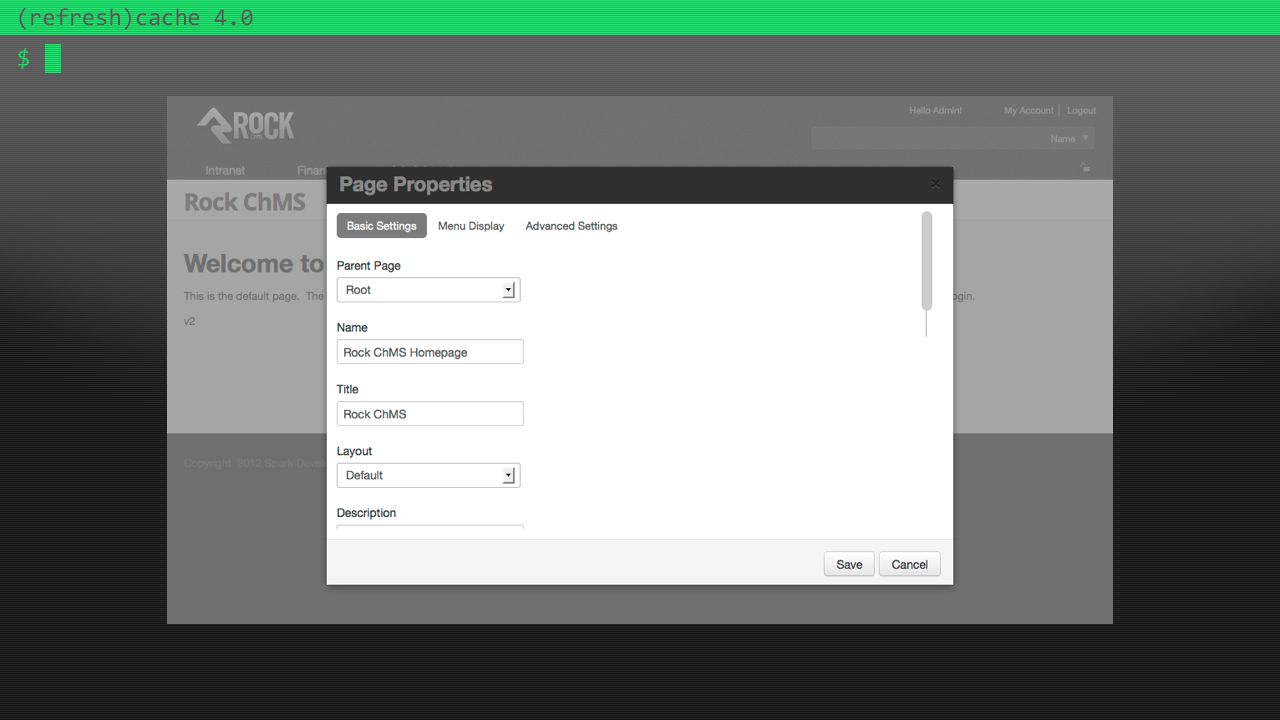 (refresh)cache 4.0
$
ROCK
Hello Admin!
My Account
Logout
Name
Intranet
Finan
Rock ChMS
Page Properties
×
Basic Settings
Menu Display
Advanced Settings
Parent Page
Root
Welcome to
This is the default page. The
ogin.
v2
Name
Rock ChMS Homepage
Title
Rock ChMS
Layout
Default
Copyright 2012 Spark Devel
Description
Save
Cancel